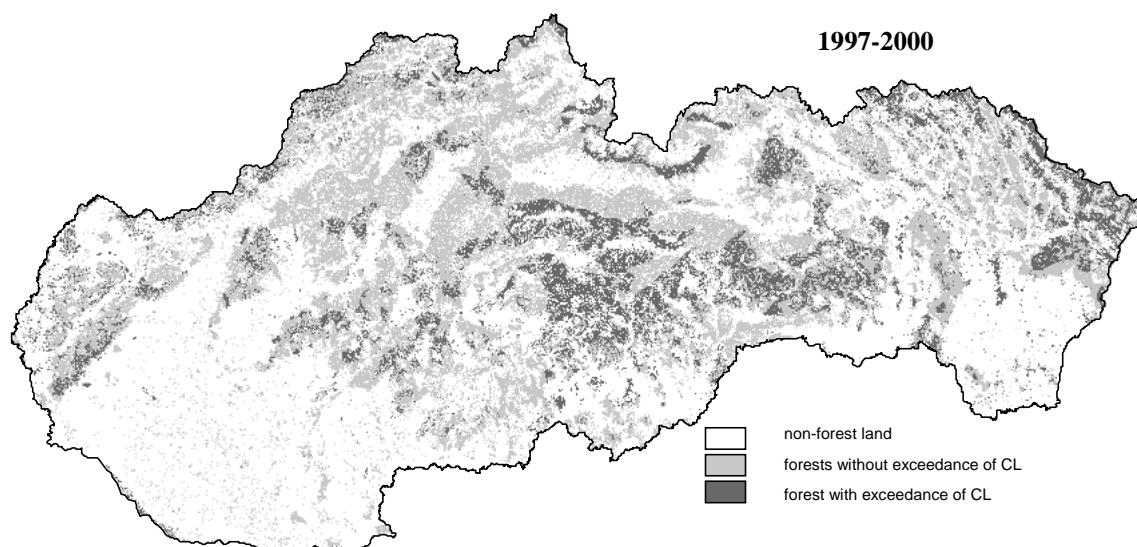 1997-2000
non-forest land
forests without exceedance of CL
forest with exceedance of CL